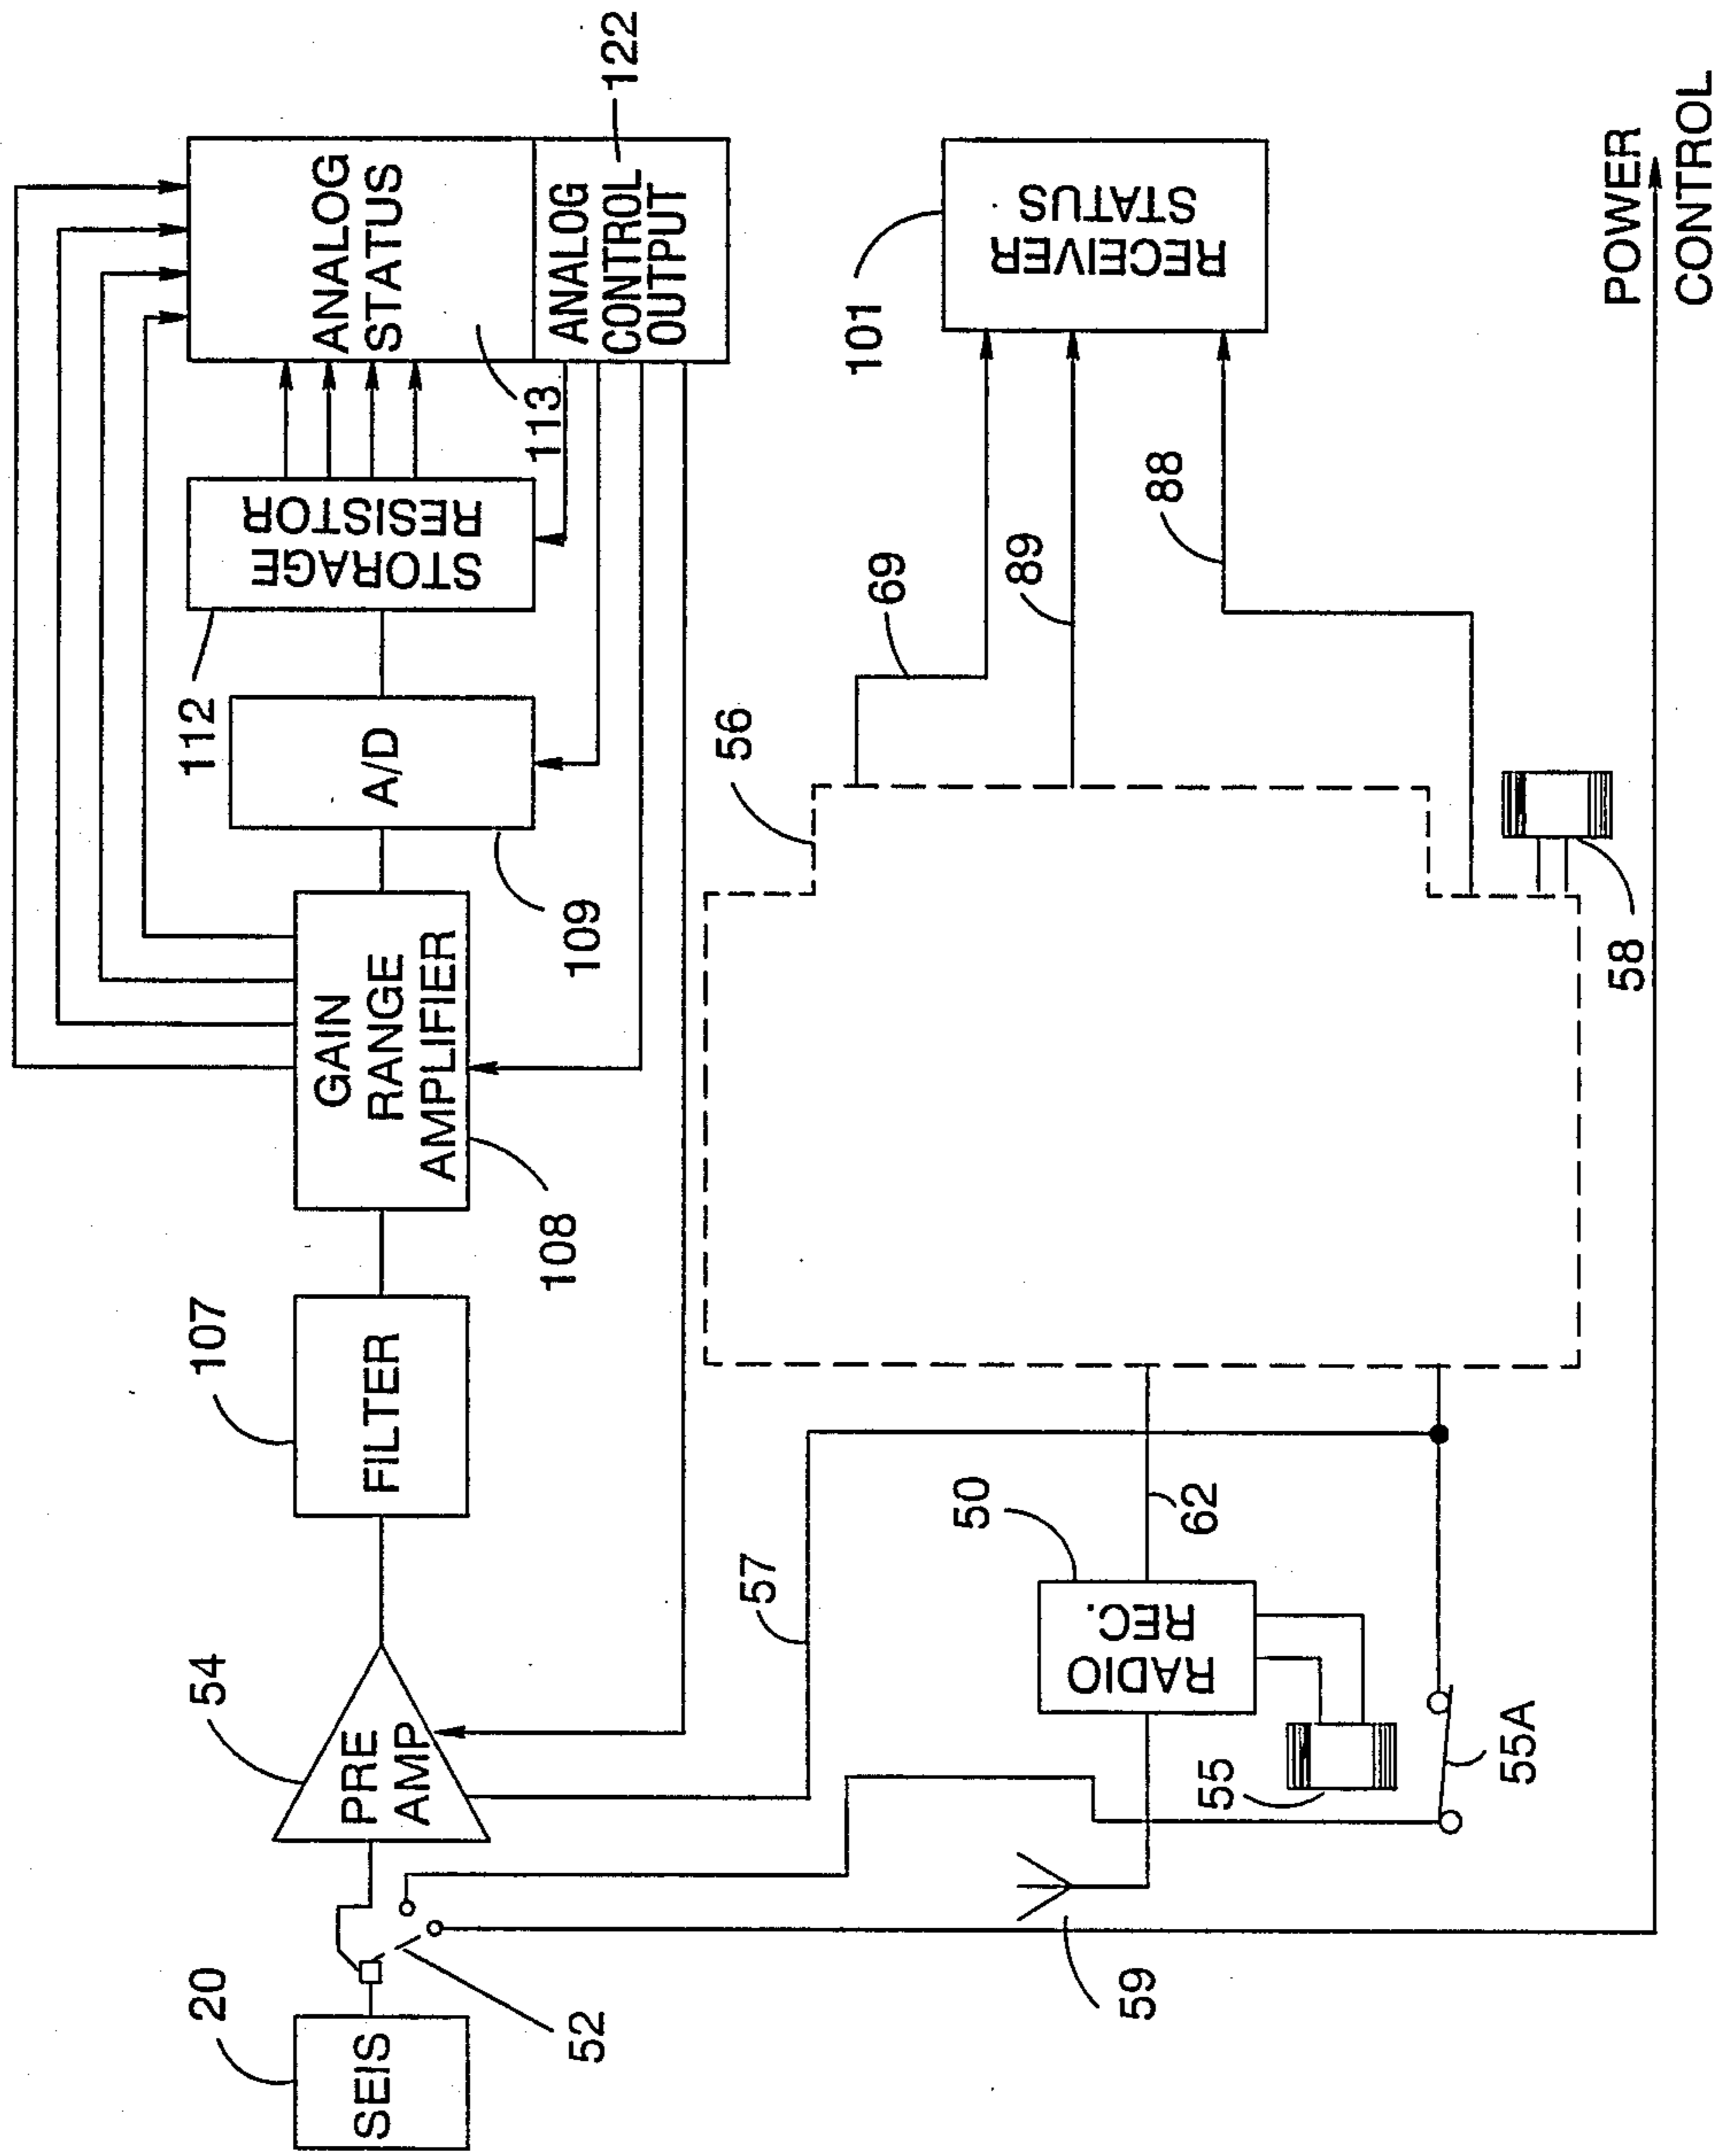 20
SEIS
52
54
PRE
AMP
107
FILTER
GAIN
RANGE
AMPLIFIER
108
A/D
109
112
STORAGE
RESISTOR
ANALOG
STATUS
113
ANALOG
CONTROL
OUTPUT
122
57
59
50
RADIO
REC.
62
55
55A
56
58
69
89
88
101
RECEIVER
STATUS
POWER
CONTROL